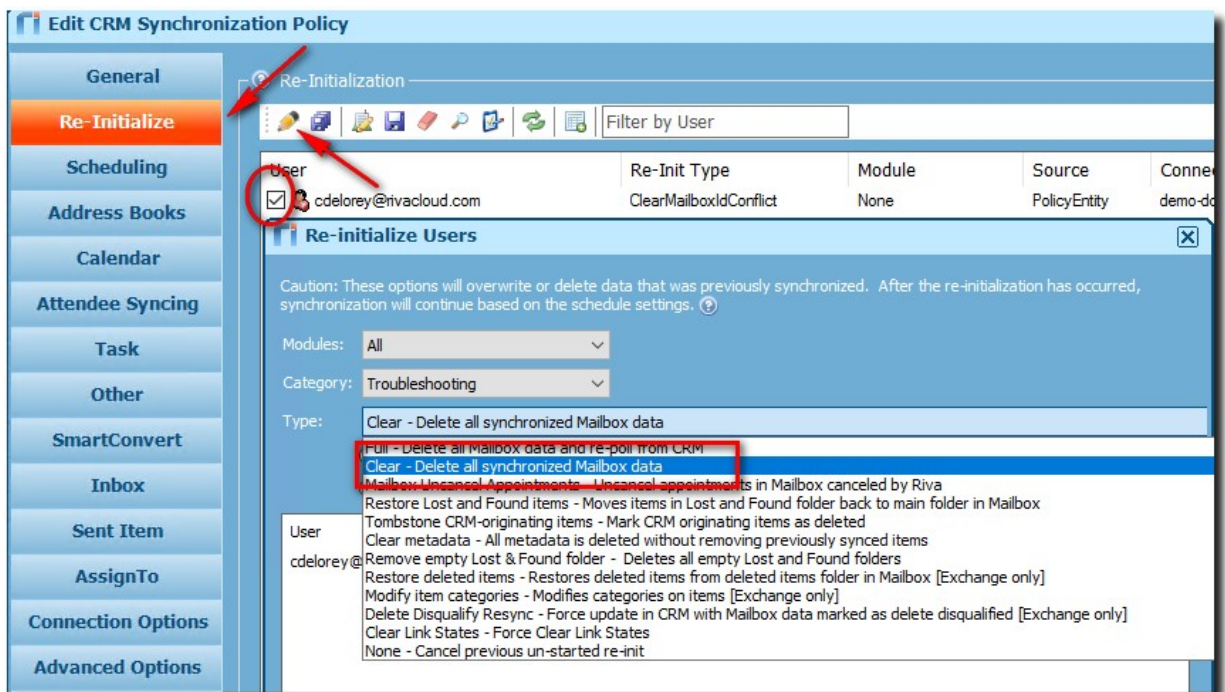 Edit CRM Synchronization Policy
General
Re-Initialize
Scheduling
Address Books
Calendar
Attendee Syncing
Task
Other
SmartConvert
Inbox
Sent Item
AssignTo
Connection Options
Advanced Options
Re-Initialization
Filter by User
User Re-Init Type Module Source Connec
cdelorey@rivacloud.com ClearMailboxIdConflict None PolicyEntity demo-do
Re-initialize Users
Caution: These options will overwrite or delete data that was previously synchronized. After the re-initialization has occurred,
synchronization will continue based on the schedule settings.
Modules: All
Category: Troubleshooting
Type: Clear - Delete all synchronized Mailbox data
Full - Delete all Mailbox data and re-poll from CRM
Clear - Delete all synchronized Mailbox data
Mailbox Uncancel Appointments - Uncancel appointments in Mailbox canceled by Riva
Restore Lost and Found items - Moves items in Lost and Found folder back to main folder in Mailbox
Tombstone CRM-originating items - Mark CRM originating items as deleted
Clear metadata - All metadata is deleted without removing previously synced items
Remove empty Lost & Found folder - Deletes all empty Lost and Found folders
Restore deleted items - Restores deleted items from deleted items folder in Mailbox [Exchange only]
Modify item categories - Modifies categories on items [Exchange only]
Delete Disqualify Resync - Force update in CRM with Mailbox data marked as delete disqualified [Exchange only]
Clear Link States - Force Clear Link States
None - Cancel previous un-started re-init
User
cdelorey@